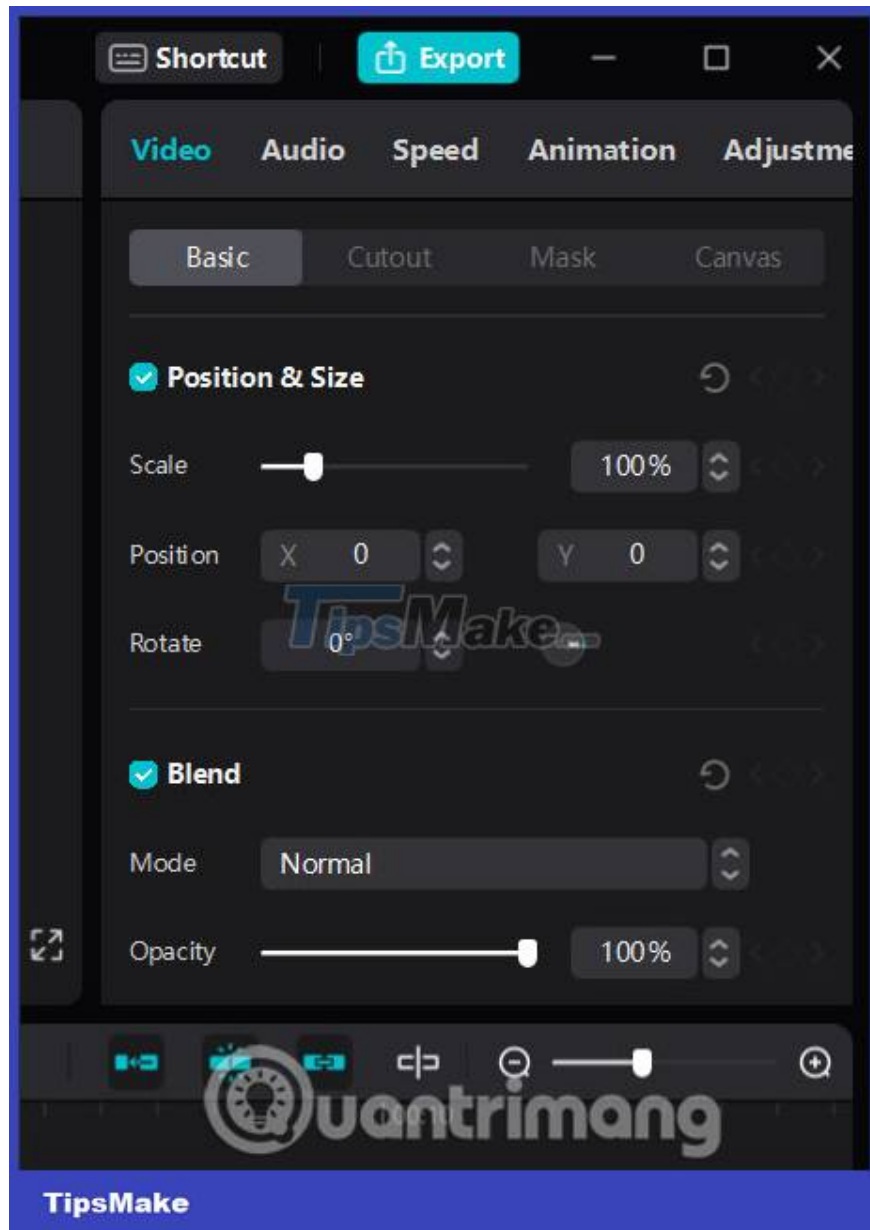 Shortcut Export
Video Audio Speed Animation Adjustme
Basic Cutout Mask Canvas
Position & Size
Scale 100%
Position X 0 Y 0
TipsMake
Rotate 0°
Blend
Mode Normal
Opacity 100%
Quantrimang
TipsMake